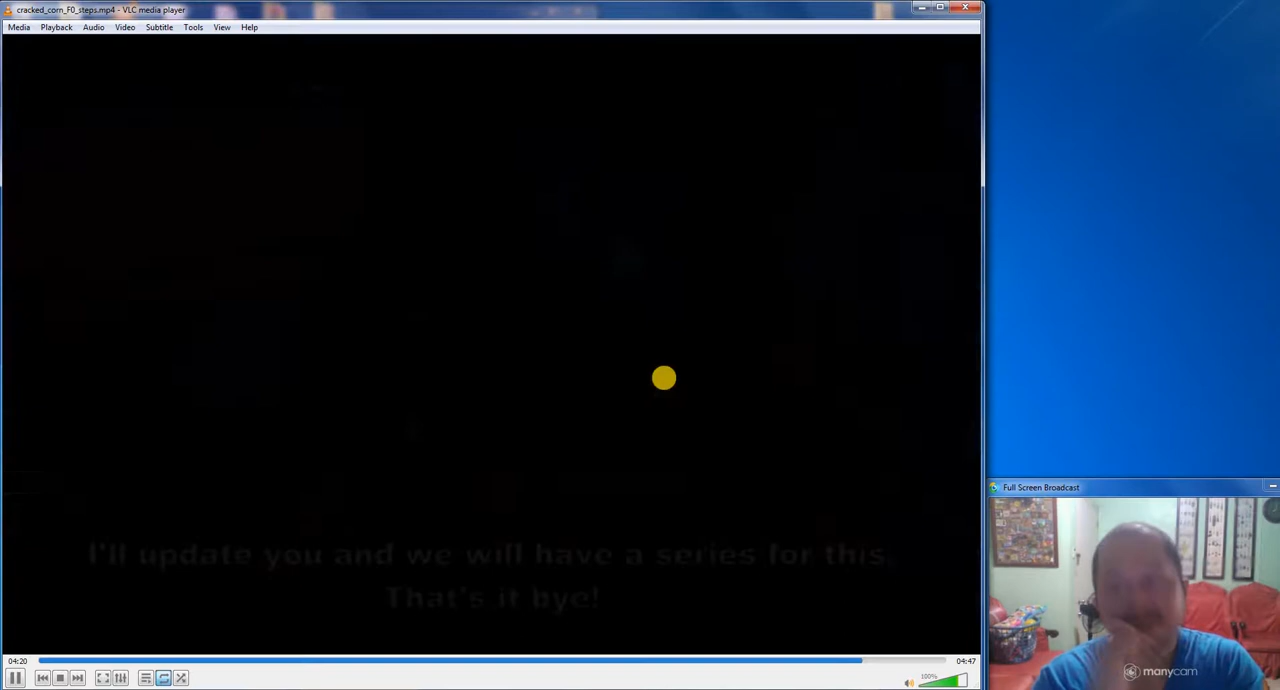 cracked_corn_F0_steps.mp4 - VLC media player
Media Playback Audio Video Subtitle Tools View Help
I'll update you and we will have a series for this.
That's it bye!
04:20
04:47
100%
Full Screen Broadcast
manycam